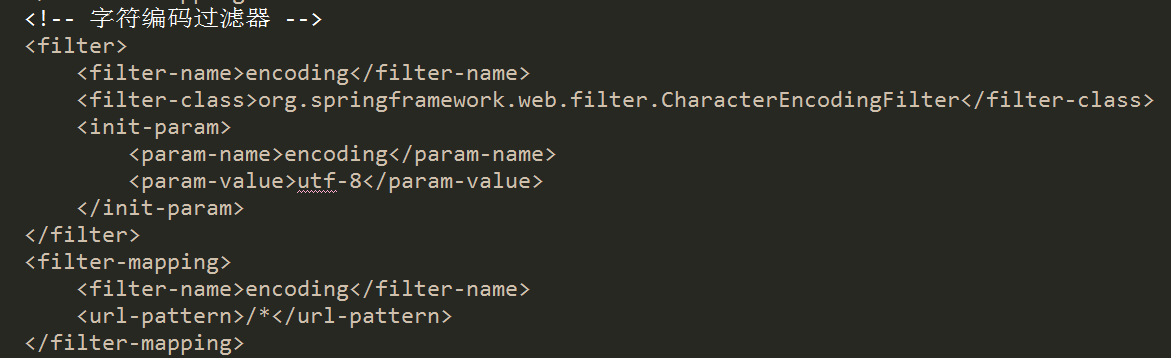 <!-- 字符编码过滤器 -->
<filter>
    <filter-name>encoding</filter-name>
    <filter-class>org.springframework.web.filter.CharacterEncodingFilter</filter-class>
    <init-param>
        <param-name>encoding</param-name>
        <param-value>utf-8</param-value>
    </init-param>
</filter>
<filter-mapping>
    <filter-name>encoding</filter-name>
    <url-pattern>/*</url-pattern>
</filter-mapping>